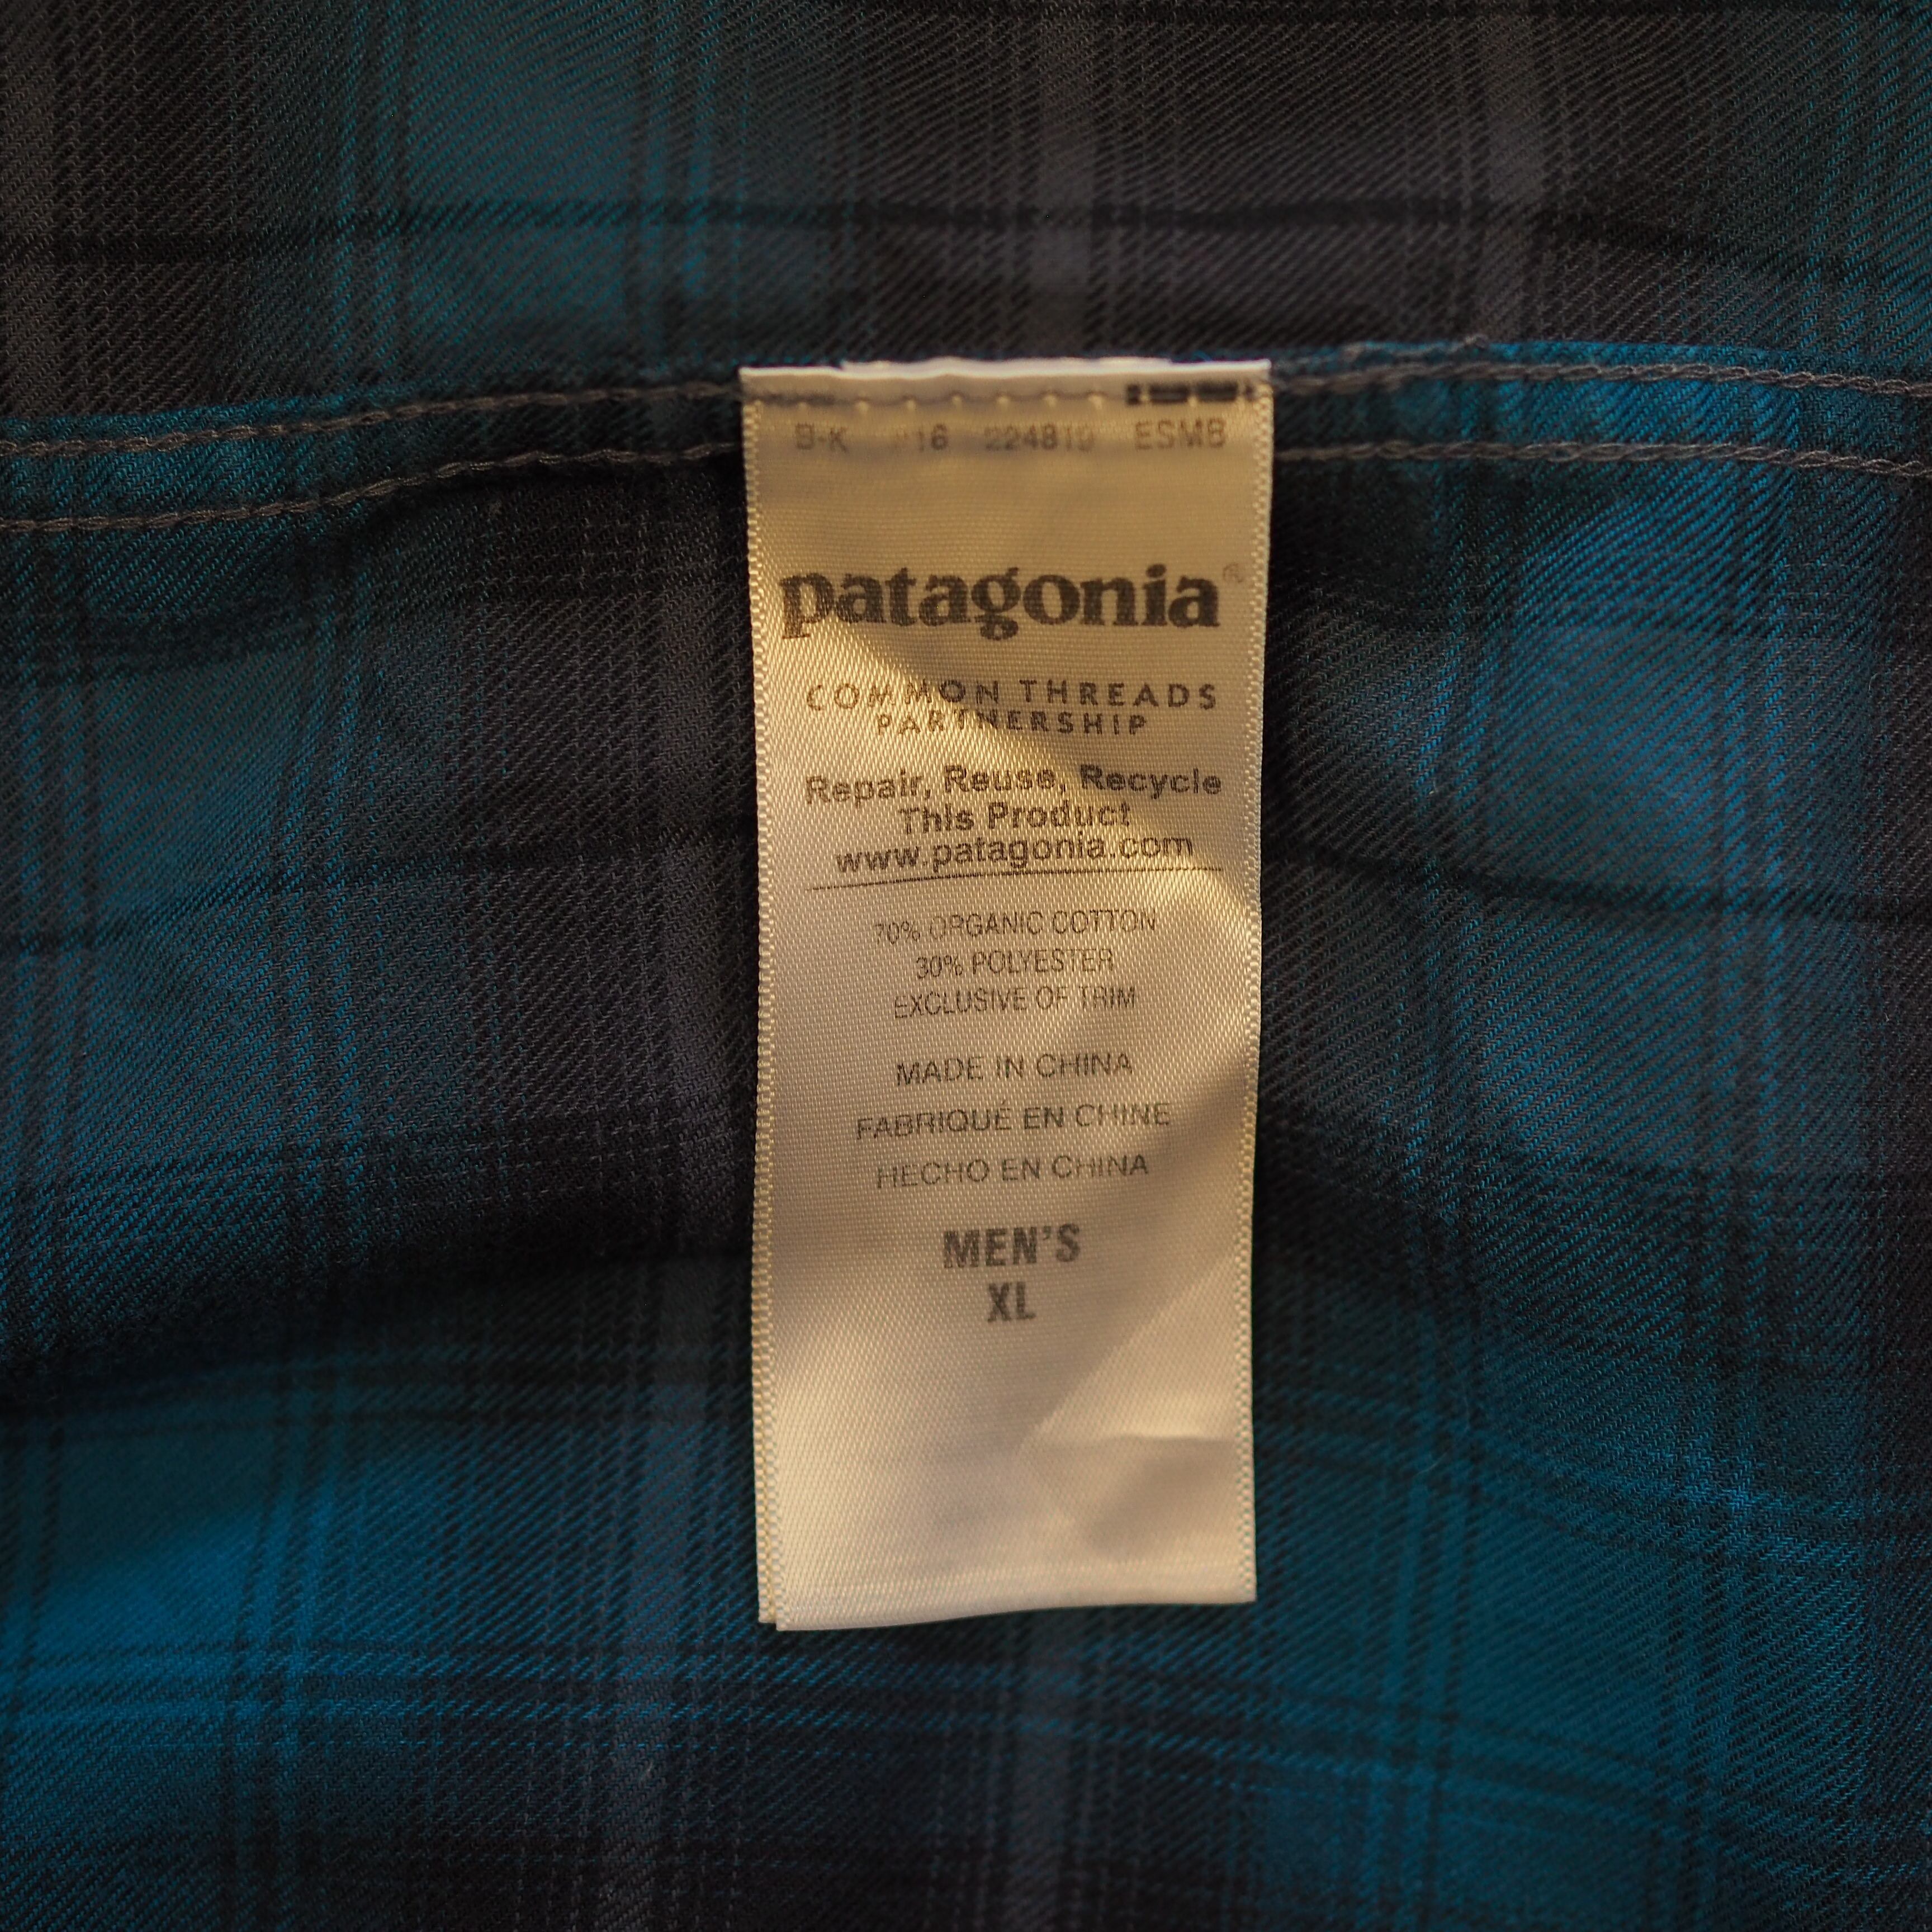 B-K 16 224810 ESMB
patagonia®
COMMON THREADS
PARTNERSHIP
Repair, Reuse, Recycle
This Product
www.patagonia.com
70% ORGANIC COTTON
30% POLYESTER
EXCLUSIVE OF TRIM
MADE IN CHINA
FABRIQUÉ EN CHINE
HECHO EN CHINA
MEN'S
XL